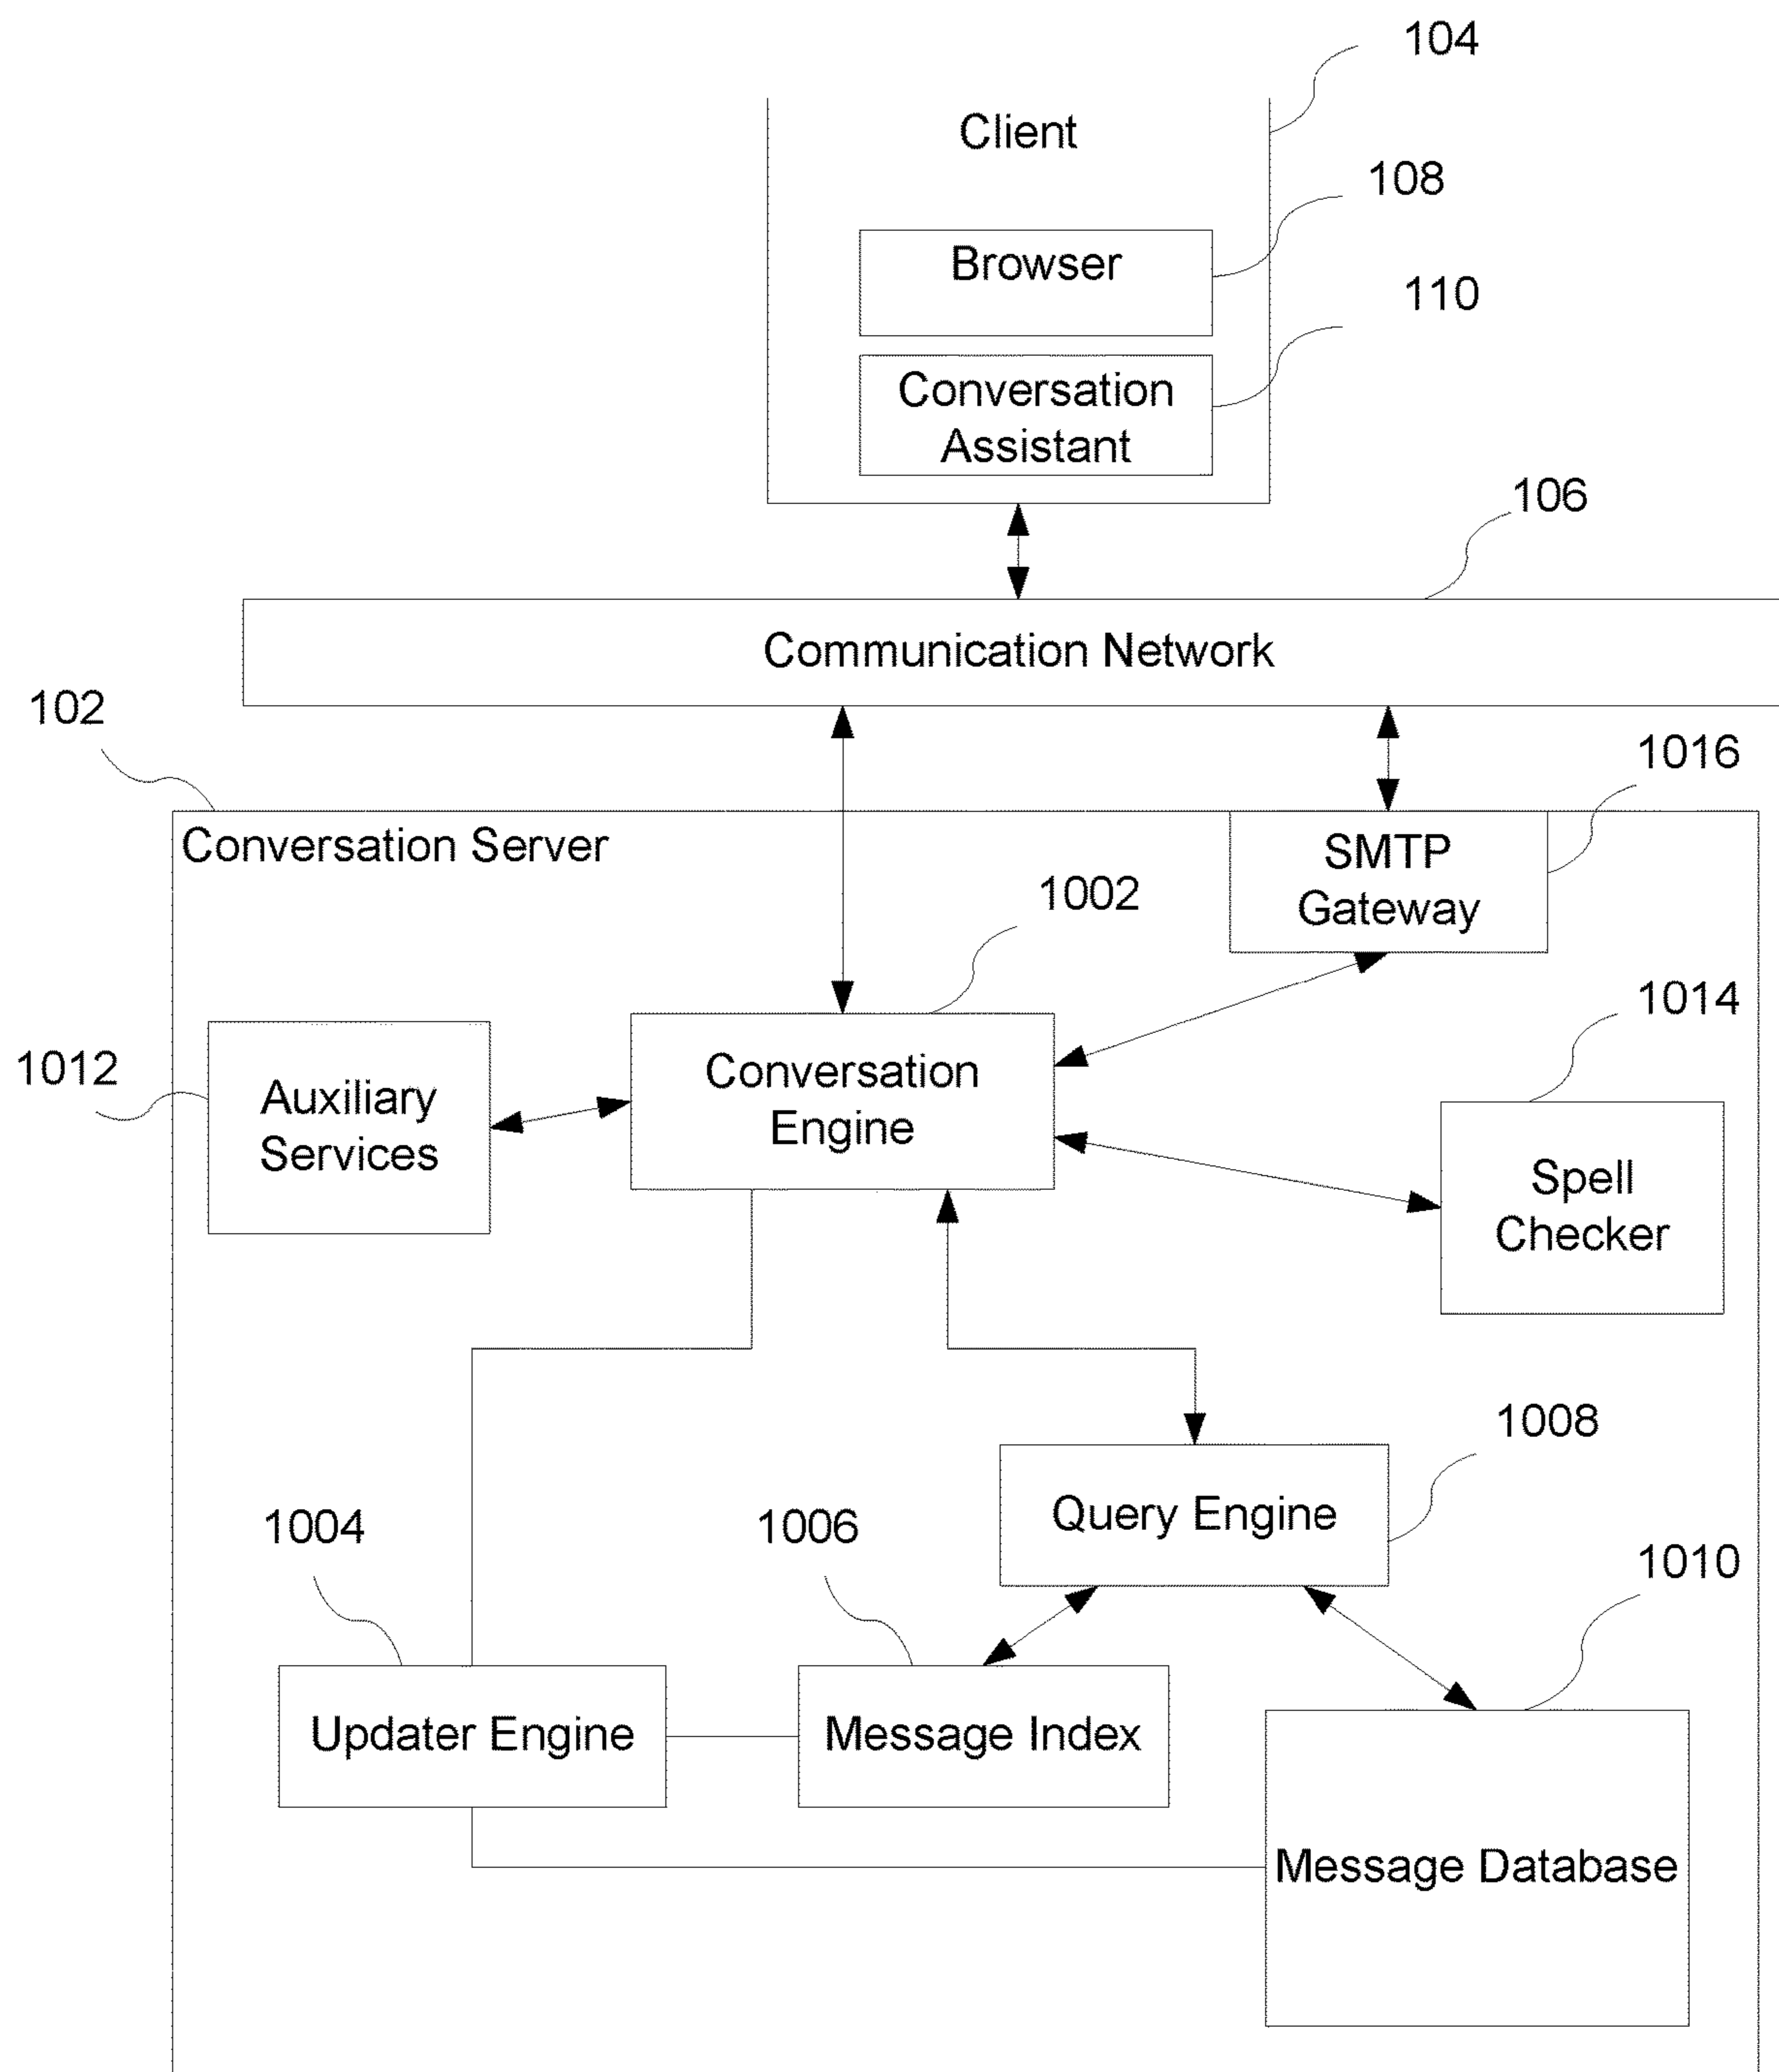 104
Client
108
Browser
110
Conversation
Assistant
106
Communication Network
102
1016
Conversation Server
SMTP
Gateway
1002
1014
1012
Auxiliary
Services
Conversation
Engine
Spell
Checker
1008
Query Engine
1004
1006
1010
Updater Engine
Message Index
Message Database